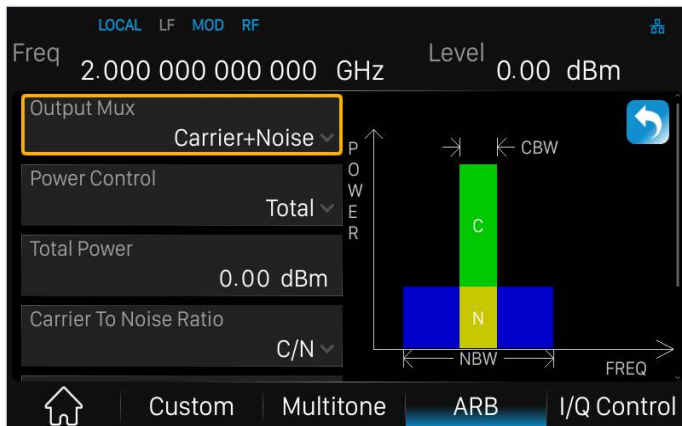 LOCAL LF MOD RF
Freq 2.000 000 000 000 GHz Level 0.00 dBm
Output Mux
Carrier+Noise
Power Control
Total
Total Power
0.00 dBm
Carrier To Noise Ratio
C/N
POWER
CBW
C
N
NBW
FREQ
Custom Multitone ARB I/Q Control